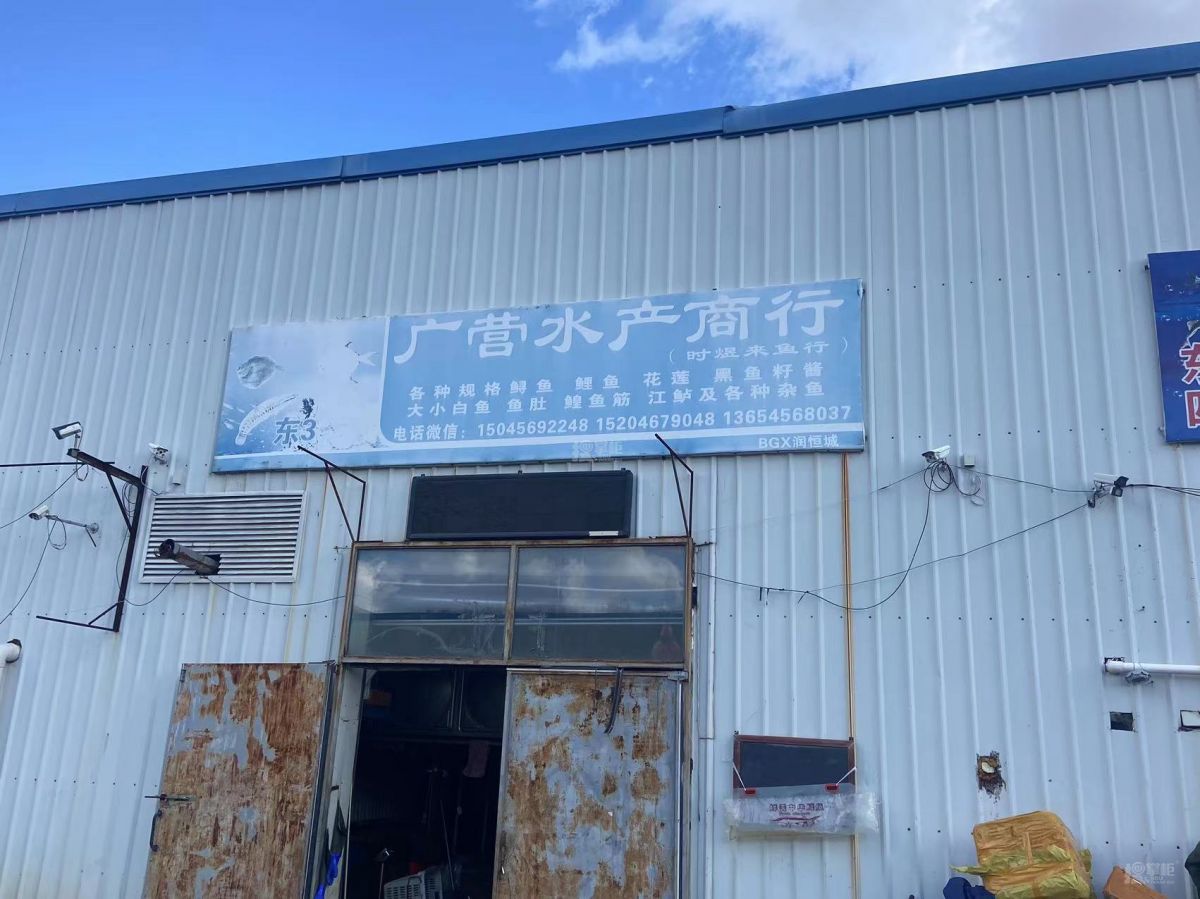 广营水产商行
（时煜来鱼行）
各种规格鲟鱼 鲤鱼 花莲 黑鱼籽酱
大小白鱼 鱼肚 鳇鱼筋 江鲈及各种杂鱼
东3
电话微信：15045692248 15204679048 13654568037
BGX润恒城
东